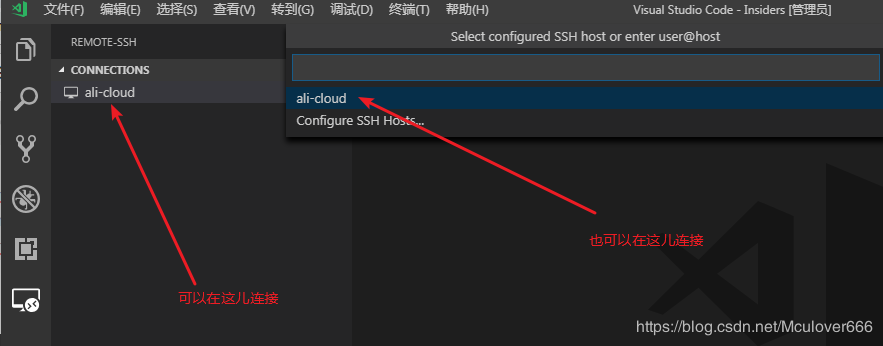 文件(F) 编辑(E) 选择(S) 查看(V) 转到(G) 调试(D) 终端(T) 帮助(H) Visual Studio Code - Insiders [管理员]
REMOTE-SSH
CONNECTIONS
ali-cloud
Select configured SSH host or enter user@host
ali-cloud
Configure SSH Hosts...
也可以在这儿连接
可以在这儿连接
https://blog.csdn.net/Mculover666